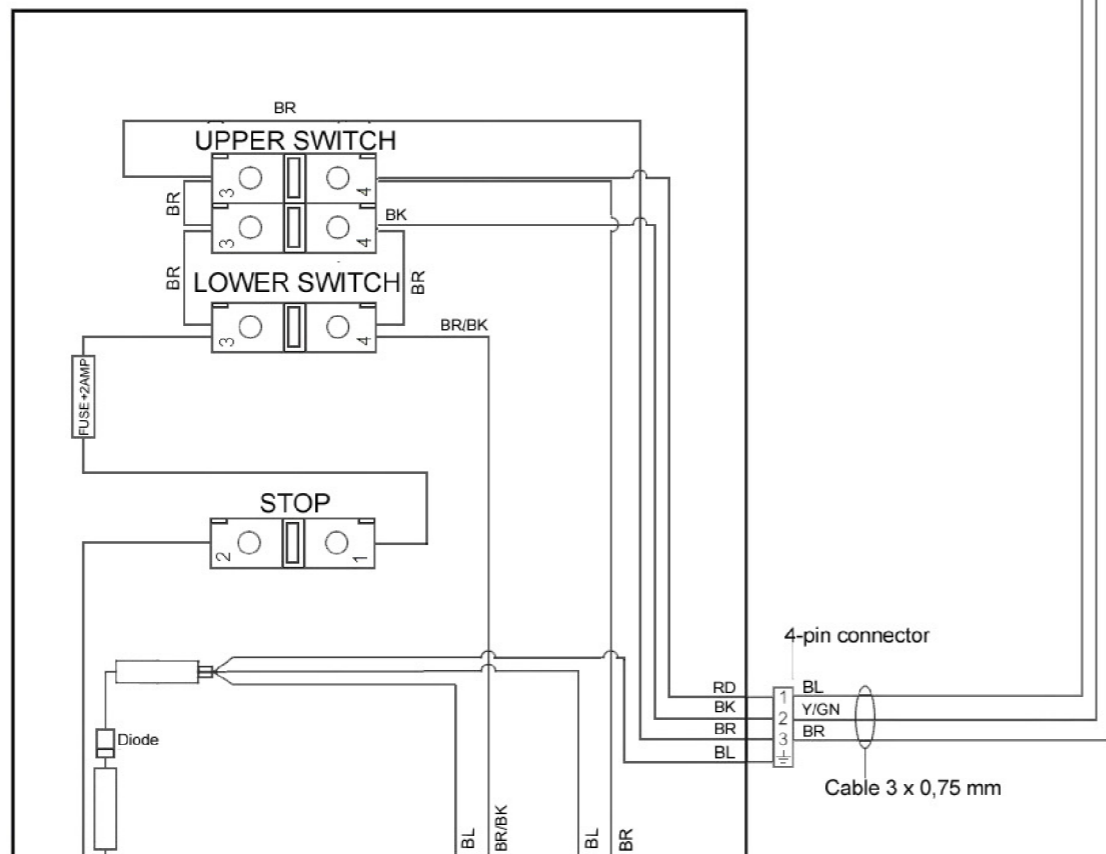 BR
UPPER SWITCH
3
4
BR
BK
3
4
BR
BR
LOWER SWITCH
3
4
BR/BK
FUSE+2AMP
STOP
2
1
4-pin connector
RD
1
BL
BK
2
Y/GN
BR
3
BR
BL
Diode
Cable 3 x 0,75 mm
BL
BR/BK
BL
BR